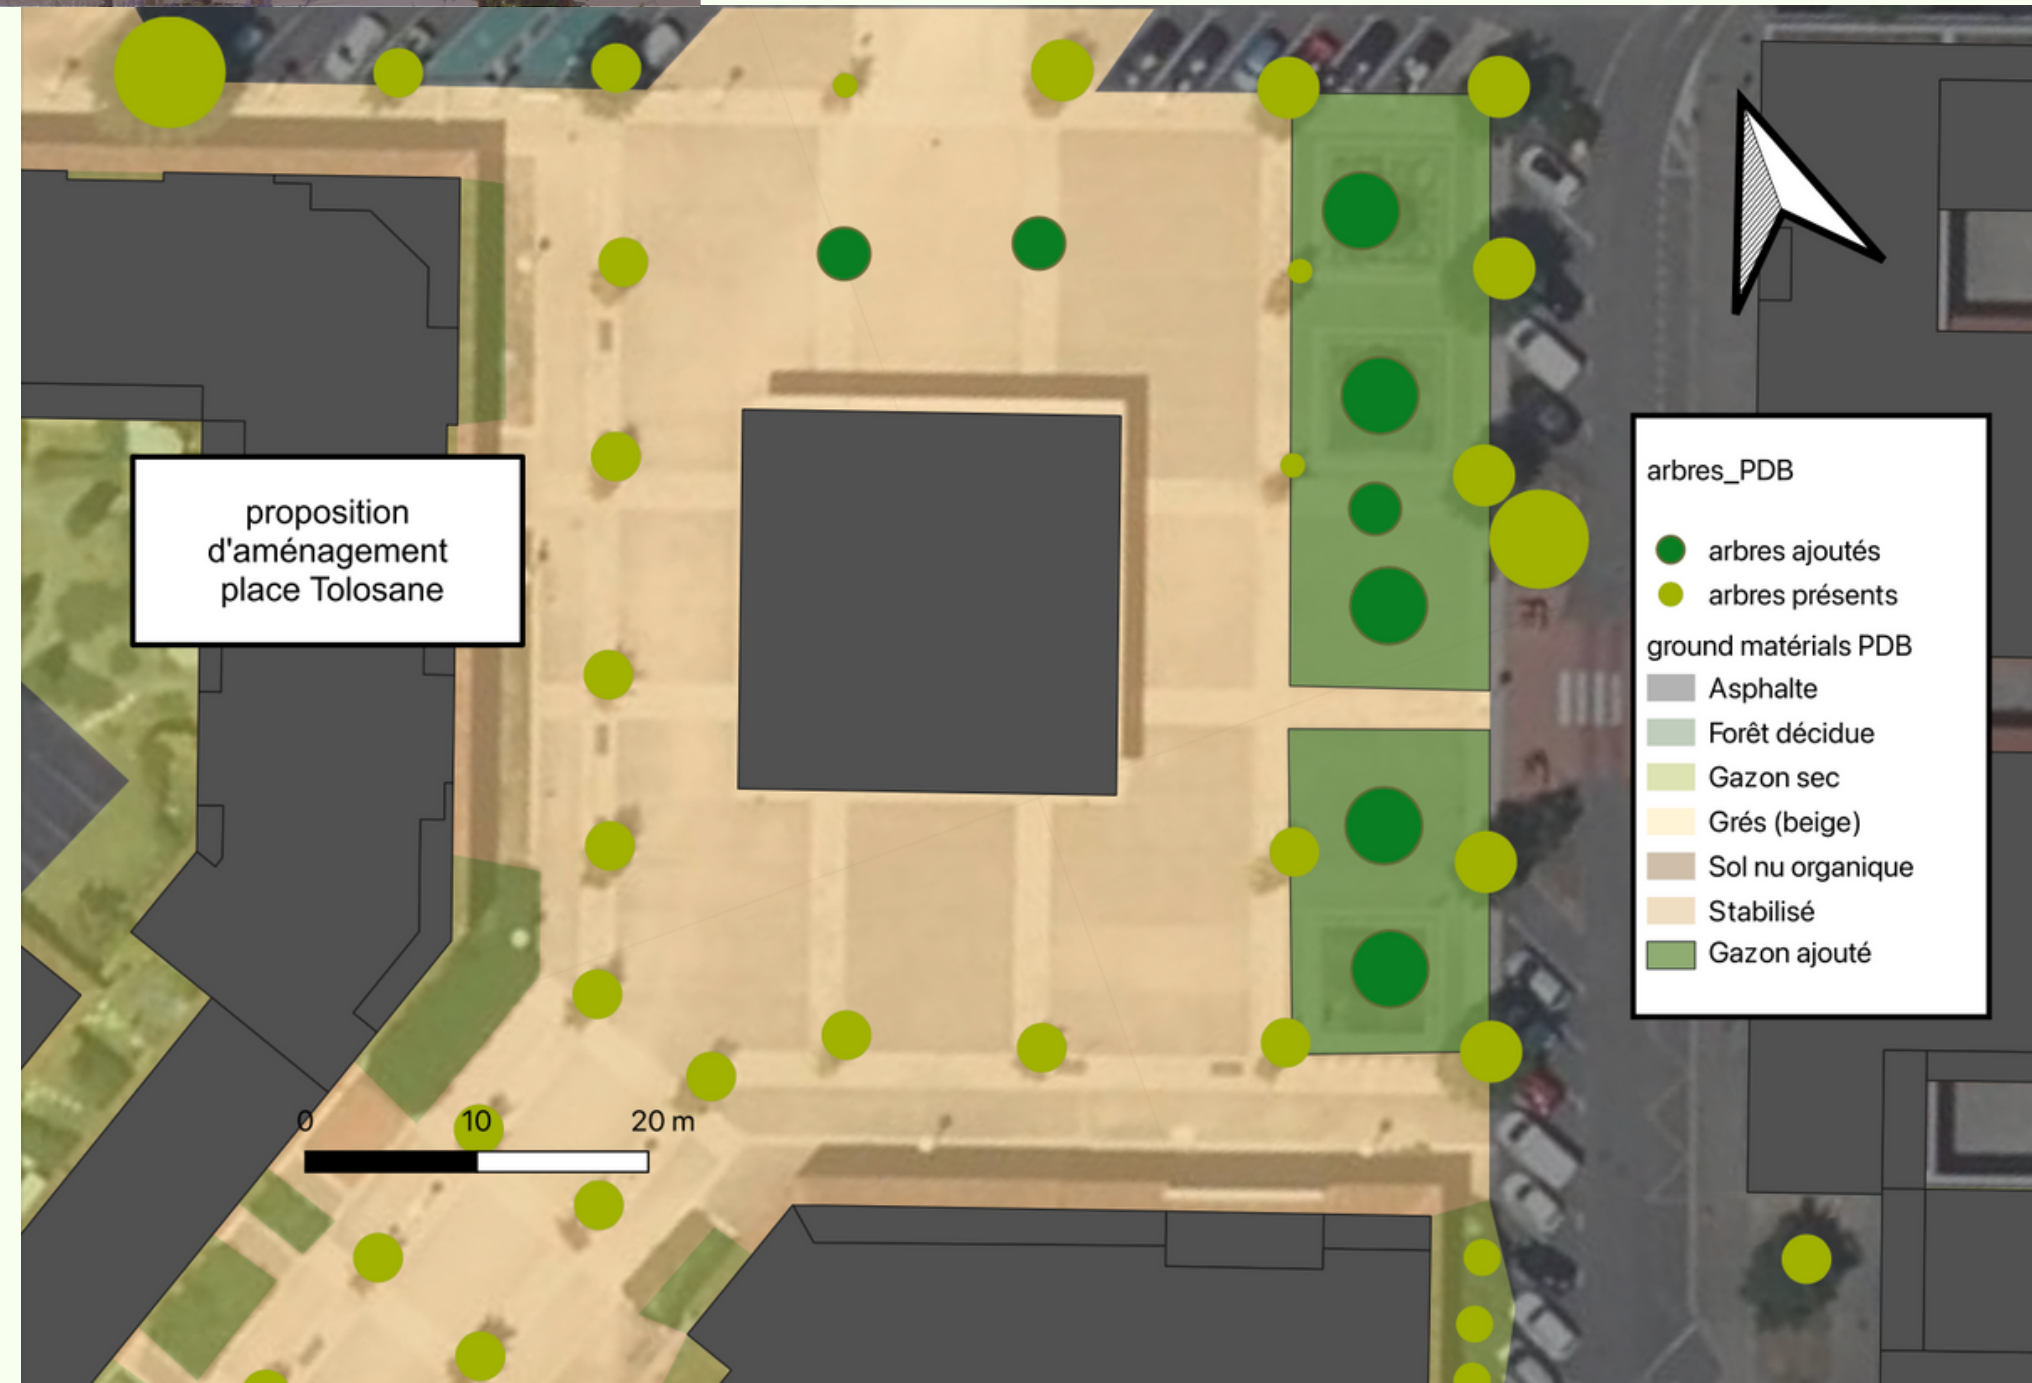 proposition
d'aménagement
place Tolosane
arbres_PDB
arbres ajoutés
arbres présents
ground matérials PDB
Asphalte
Forêt décidue
Gazon sec
Grés (beige)
Sol nu organique
Stabilisé
Gazon ajouté
0 10 20 m